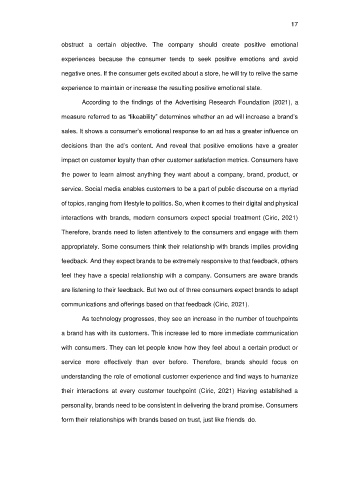 17
obstruct a certain objective. The company should create positive emotional
experiences because the consumer tends to seek positive emotions and avoid
negative ones. If the consumer gets excited about a store, he will try to relive the same
experience to maintain or increase the resulting positive emotional state.
According to the findings of the Advertising Research Foundation (2021), a
measure referred to as “likeability” determines whether an ad will increase a brand's
sales. It shows a consumer's emotional response to an ad has a greater influence on
decisions than the ad's content. And reveal that positive emotions have a greater
impact on customer loyalty than other customer satisfaction metrics. Consumers have
the power to learn almost anything they want about a company, brand, product, or
service. Social media enables customers to be a part of public discourse on a myriad
of topics, ranging from lifestyle to politics. So, when it comes to their digital and physical
interactions with brands, modern consumers expect special treatment (Ciric, 2021)
Therefore, brands need to listen attentively to the consumers and engage with them
appropriately. Some consumers think their relationship with brands implies providing
feedback. And they expect brands to be extremely responsive to that feedback, others
feel they have a special relationship with a company. Consumers are aware brands
are listening to their feedback. But two out of three consumers expect brands to adapt
communications and offerings based on that feedback (Ciric, 2021).
As technology progresses, they see an increase in the number of touchpoints
a brand has with its customers. This increase led to more immediate communication
with consumers. They can let people know how they feel about a certain product or
service more effectively than ever before. Therefore, brands should focus on
understanding the role of emotional customer experience and find ways to humanize
their interactions at every customer touchpoint (Ciric, 2021) Having established a
personality, brands need to be consistent in delivering the brand promise. Consumers
form their relationships with brands based on trust, just like friends do.